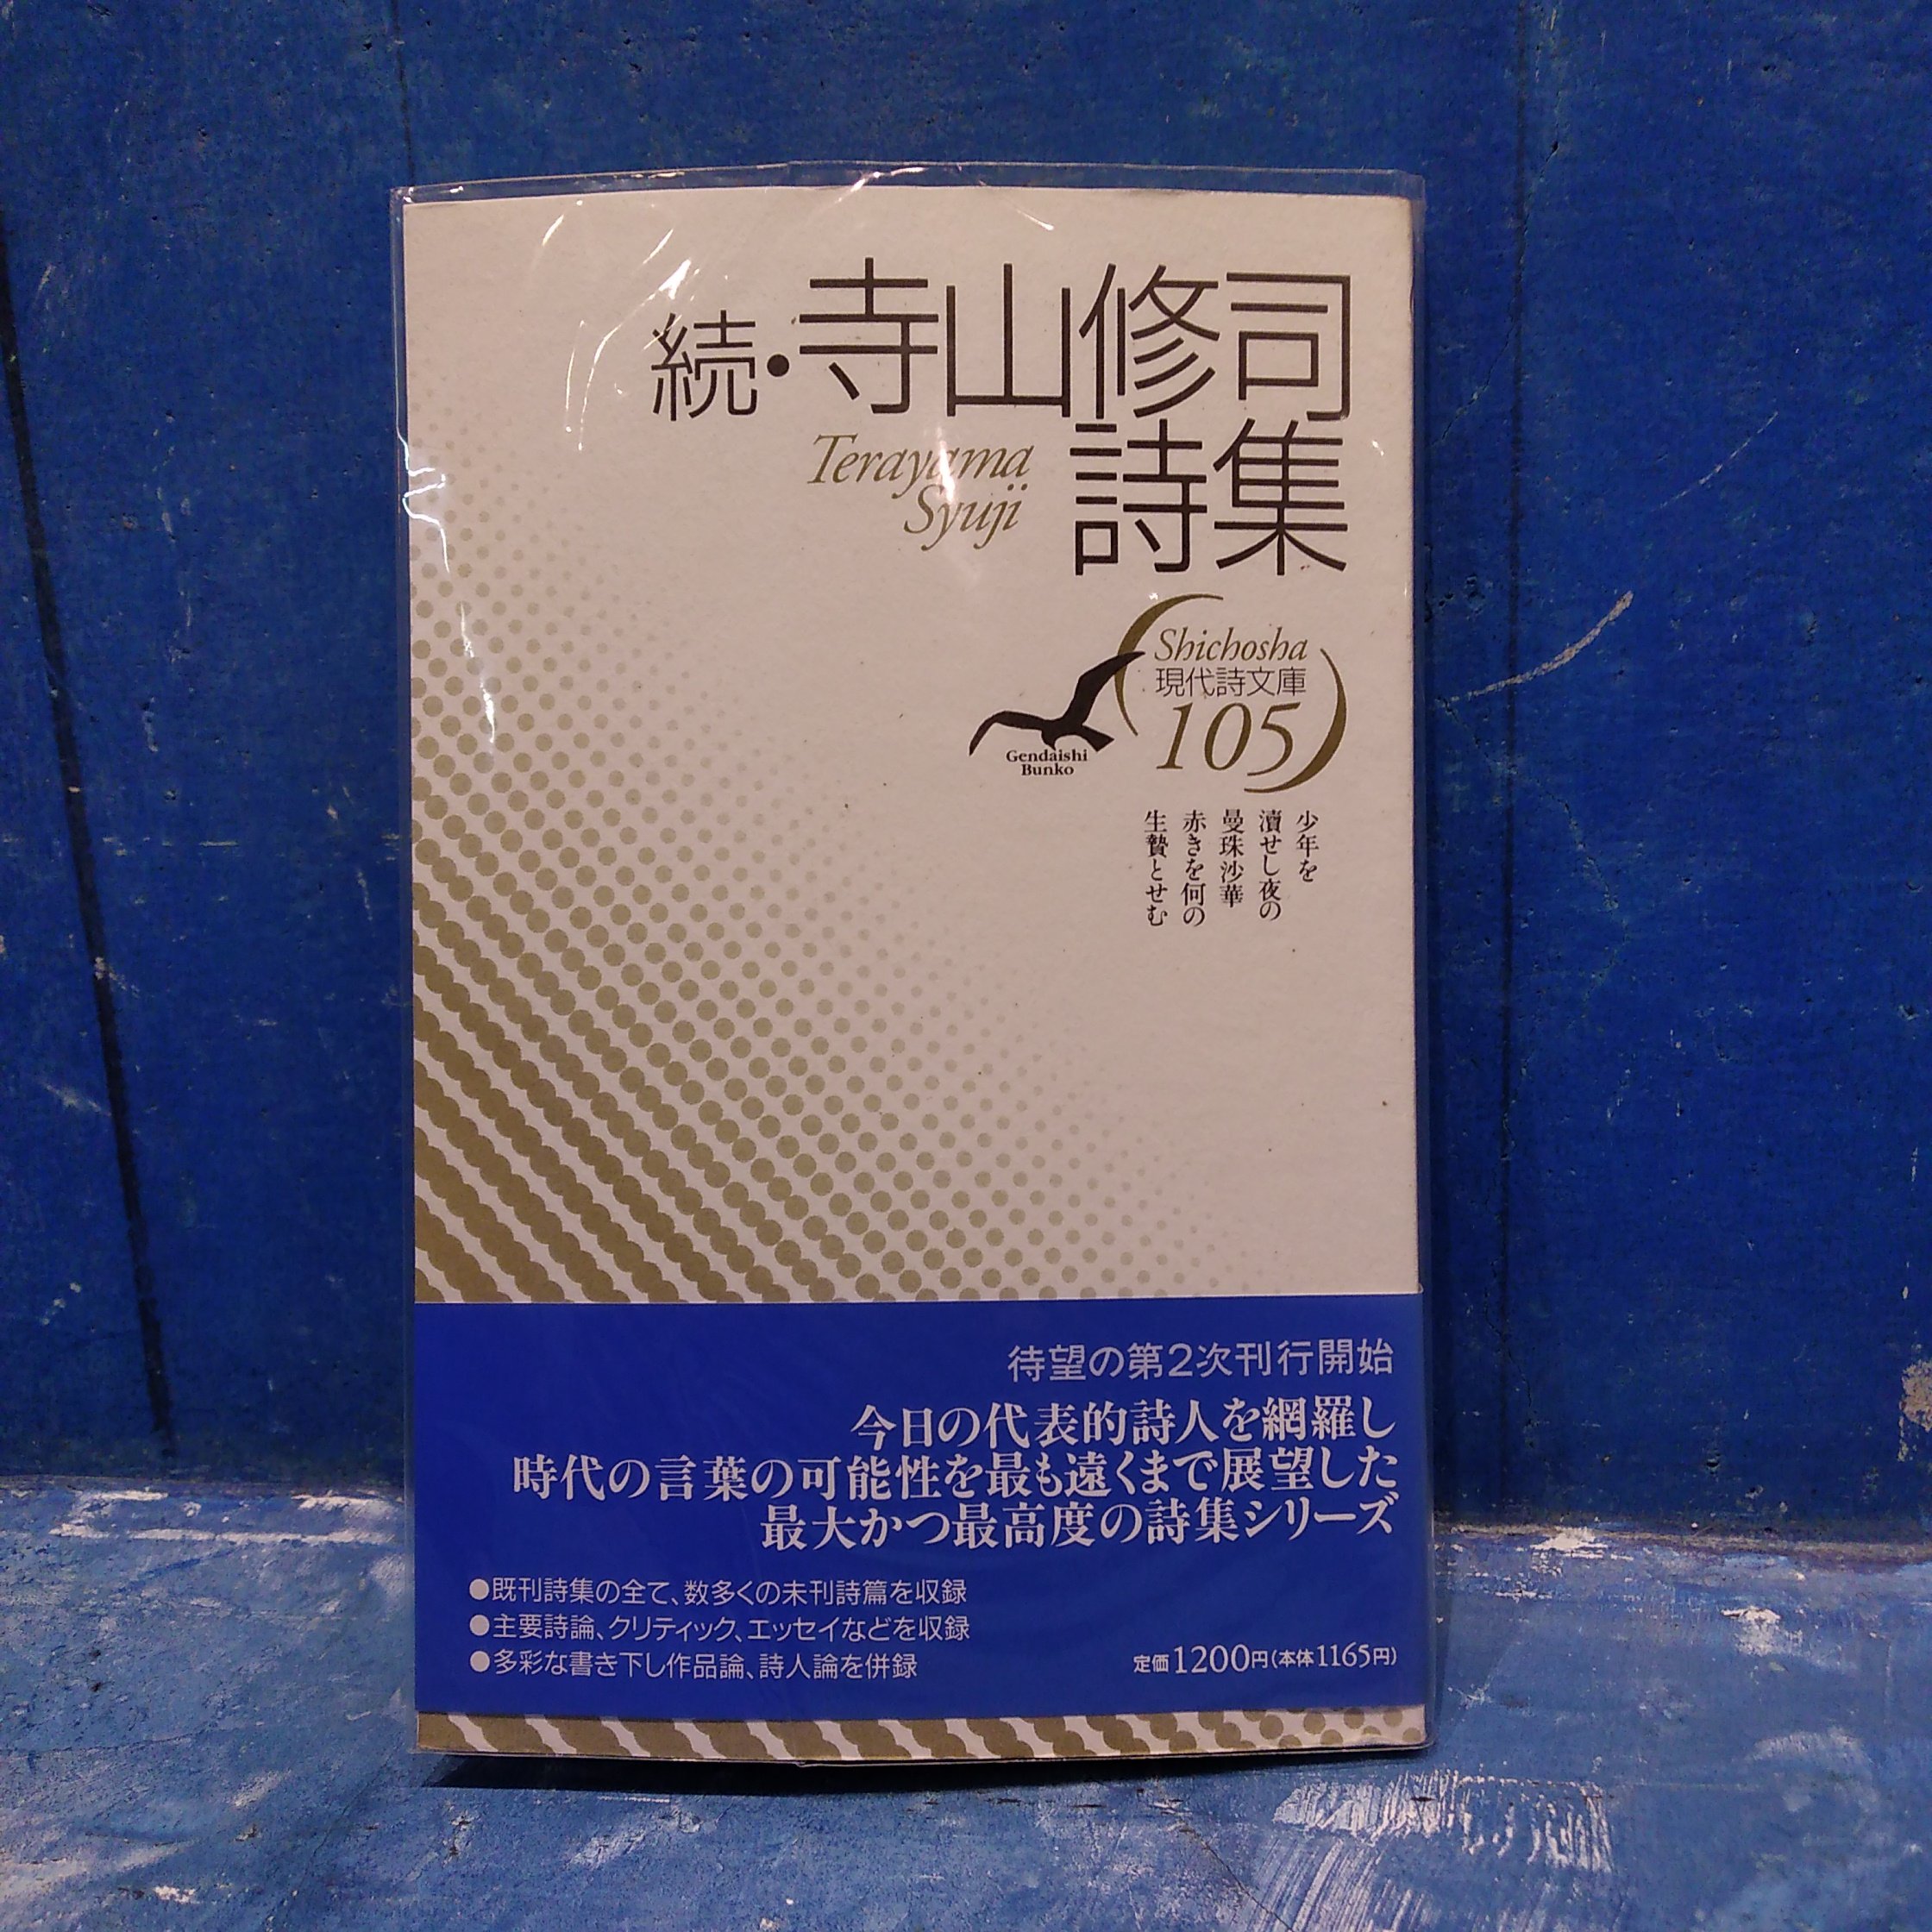 続・寺山修司
詩集
Terayama
Syuji
Shichosha
現代詩文庫
105
Gendaishi
Bunko
少年を
瀆せし夜の
曼珠沙華
赤きを何の
生贄とせむ
待望の第2次刊行開始
今日の代表的詩人を網羅し
時代の言葉の可能性を最も遠くまで展望した
最大かつ最高度の詩集シリーズ
●既刊詩集の全て、数多くの未刊詩篇を収録
●主要詩論、クリティック、エッセイなどを収録
●多彩な書き下し作品論、詩人論を併録
定価1200円(本体1165円)